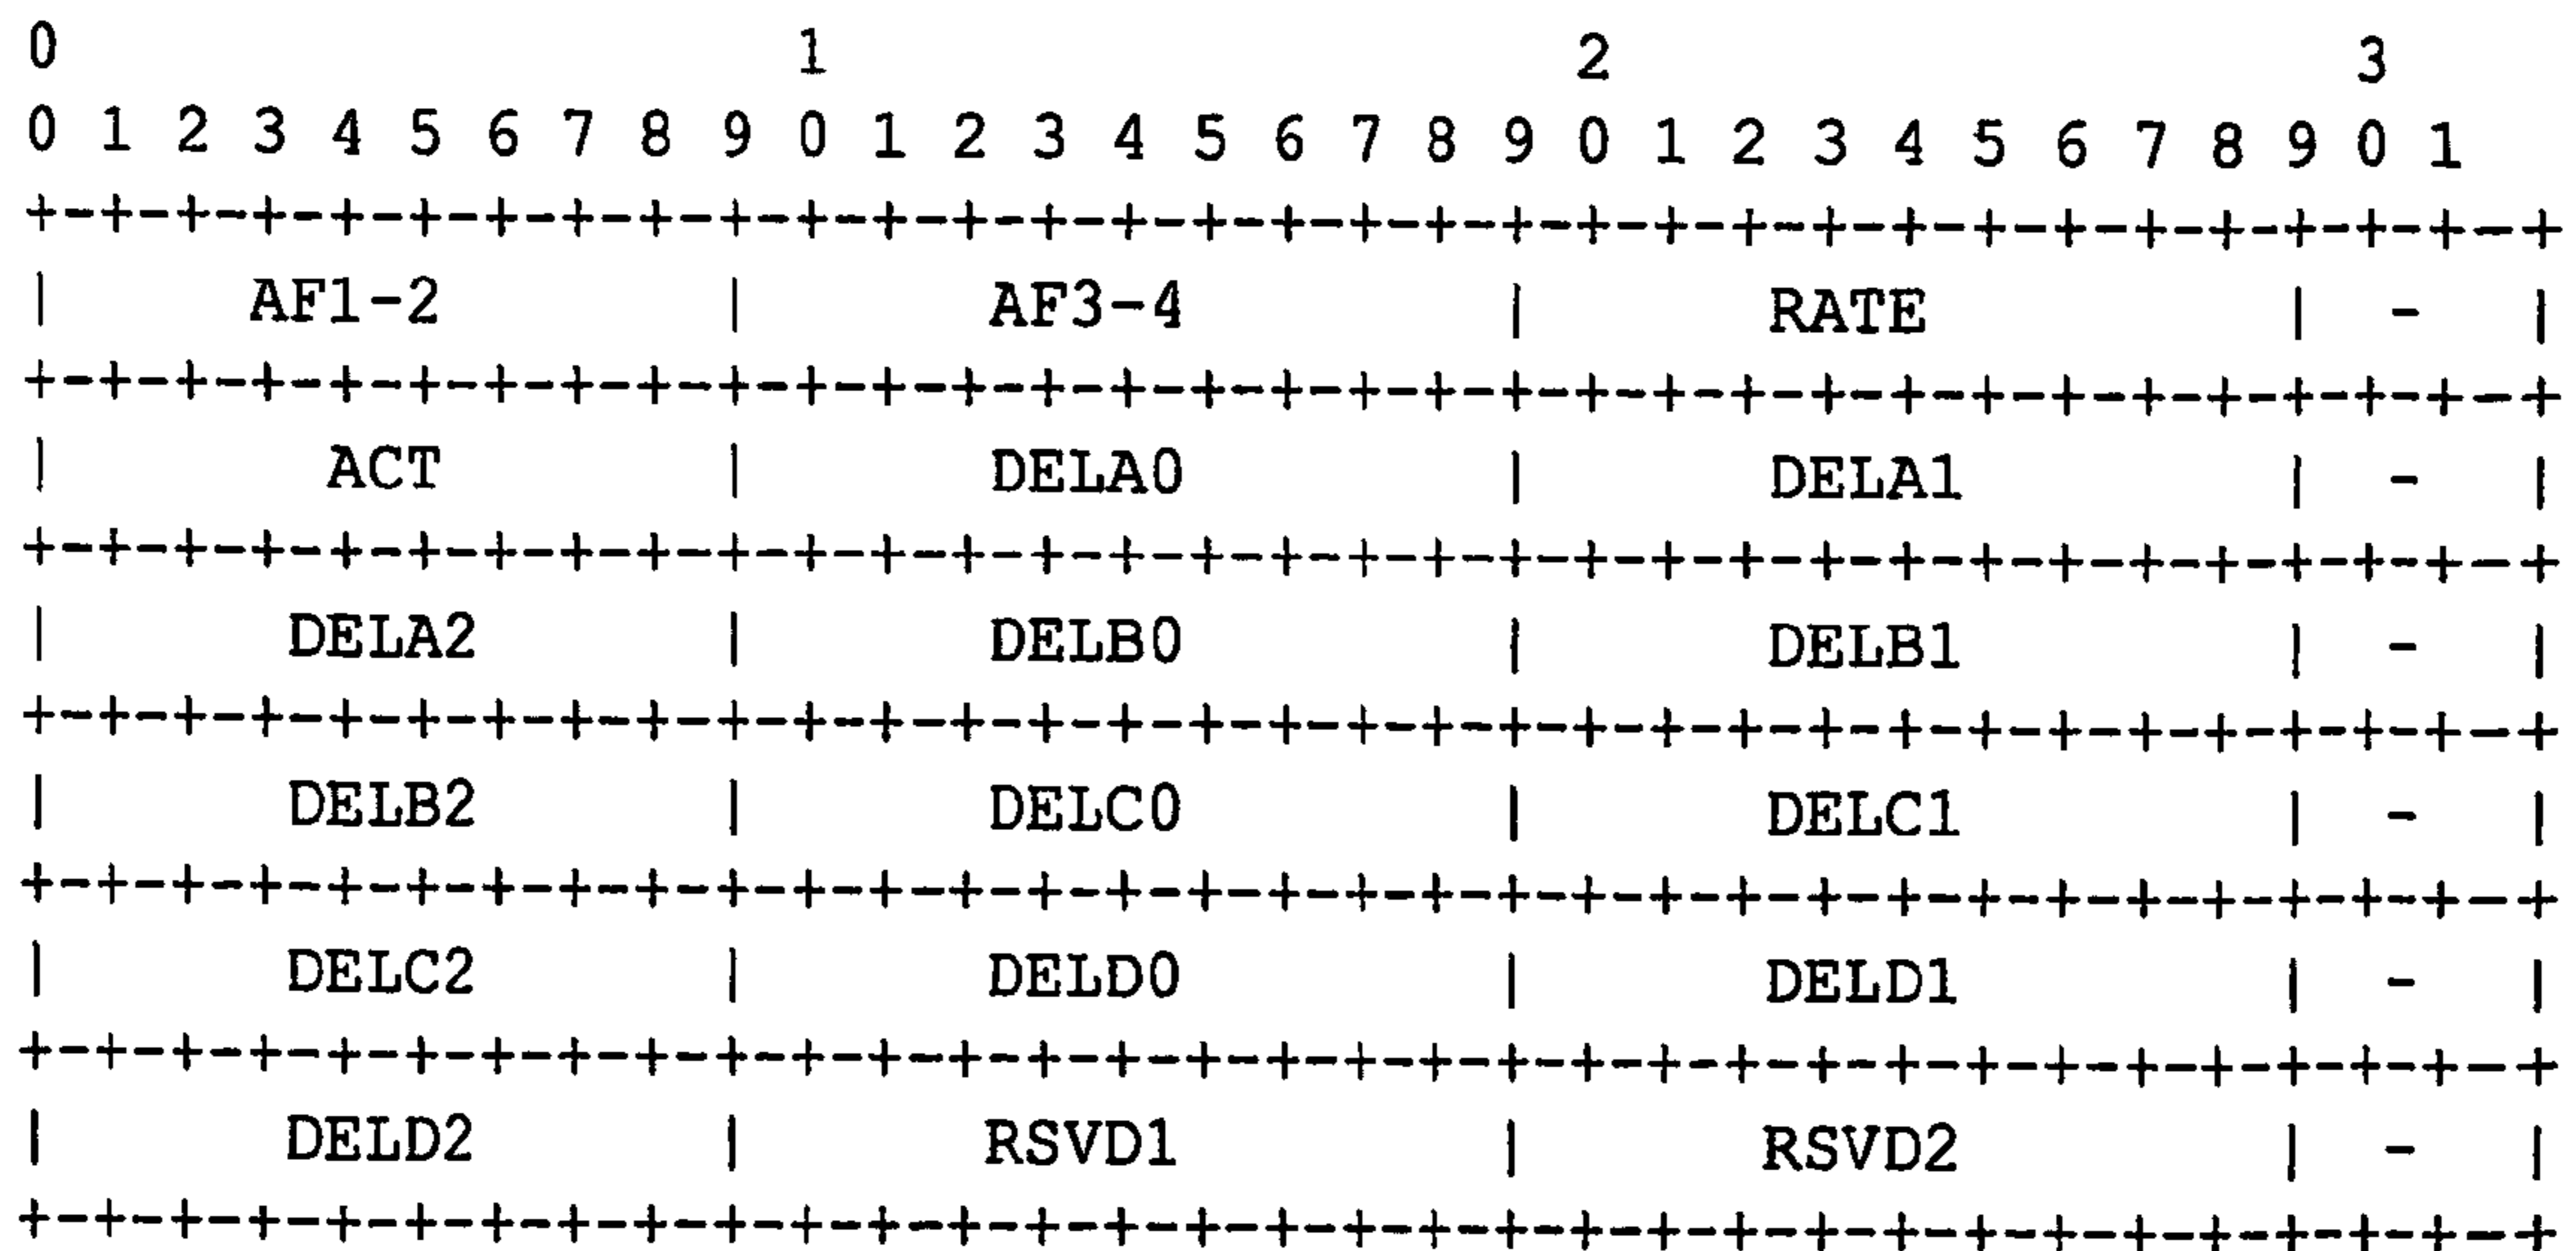 0                   1                   2                   3
0 1 2 3 4 5 6 7 8 9 0 1 2 3 4 5 6 7 8 9 0 1 2 3 4 5 6 7 8 9 0 1
+-+-+-+-+-+-+-+-+-+-+-+-+-+-+-+-+-+-+-+-+-+-+-+-+-+-+-+-+-+-+-+-+
|     AF1-2       |      AF3-4        |      RATE         | -   |
+-+-+-+-+-+-+-+-+-+-+-+-+-+-+-+-+-+-+-+-+-+-+-+-+-+-+-+-+-+-+-+-+
|       ACT       |      DELA0        |      DELA1        | -   |
+-+-+-+-+-+-+-+-+-+-+-+-+-+-+-+-+-+-+-+-+-+-+-+-+-+-+-+-+-+-+-+-+
|      DELA2      |      DELB0        |      DELB1        | -   |
+-+-+-+-+-+-+-+-+-+-+-+-+-+-+-+-+-+-+-+-+-+-+-+-+-+-+-+-+-+-+-+-+
|      DELB2      |      DELC0        |      DELC1        | -   |
+-+-+-+-+-+-+-+-+-+-+-+-+-+-+-+-+-+-+-+-+-+-+-+-+-+-+-+-+-+-+-+-+
|      DELC2      |      DELD0        |      DELD1        | -   |
+-+-+-+-+-+-+-+-+-+-+-+-+-+-+-+-+-+-+-+-+-+-+-+-+-+-+-+-+-+-+-+-+
|      DELD2      |      RSVD1        |      RSVD2        | -   |
+-+-+-+-+-+-+-+-+-+-+-+-+-+-+-+-+-+-+-+-+-+-+-+-+-+-+-+-+-+-+-+-+